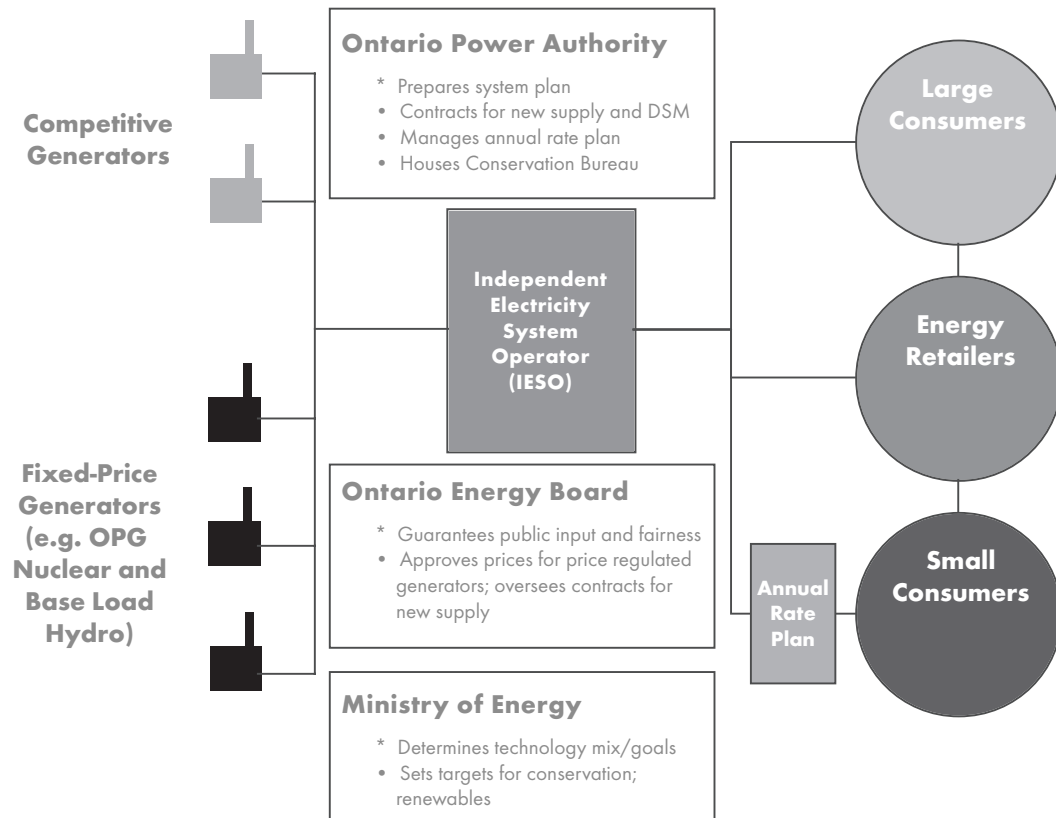 Competitive
Generators
Fixed-Price
Generators
(e.g. OPG
Nuclear and
Base Load
Hydro)
Ontario Power Authority
* Prepares system plan
• Contracts for new supply and DSM
• Manages annual rate plan
• Houses Conservation Bureau
Independent
Electricity
System
Operator
(IESO)
Ontario Energy Board
* Guarantees public input and fairness
• Approves prices for price regulated
generators; oversees contracts for
new supply
Ministry of Energy
* Determines technology mix/goals
• Sets targets for conservation;
renewables
Large
Consumers
Energy
Retailers
Annual
Rate
Plan
Small
Consumers